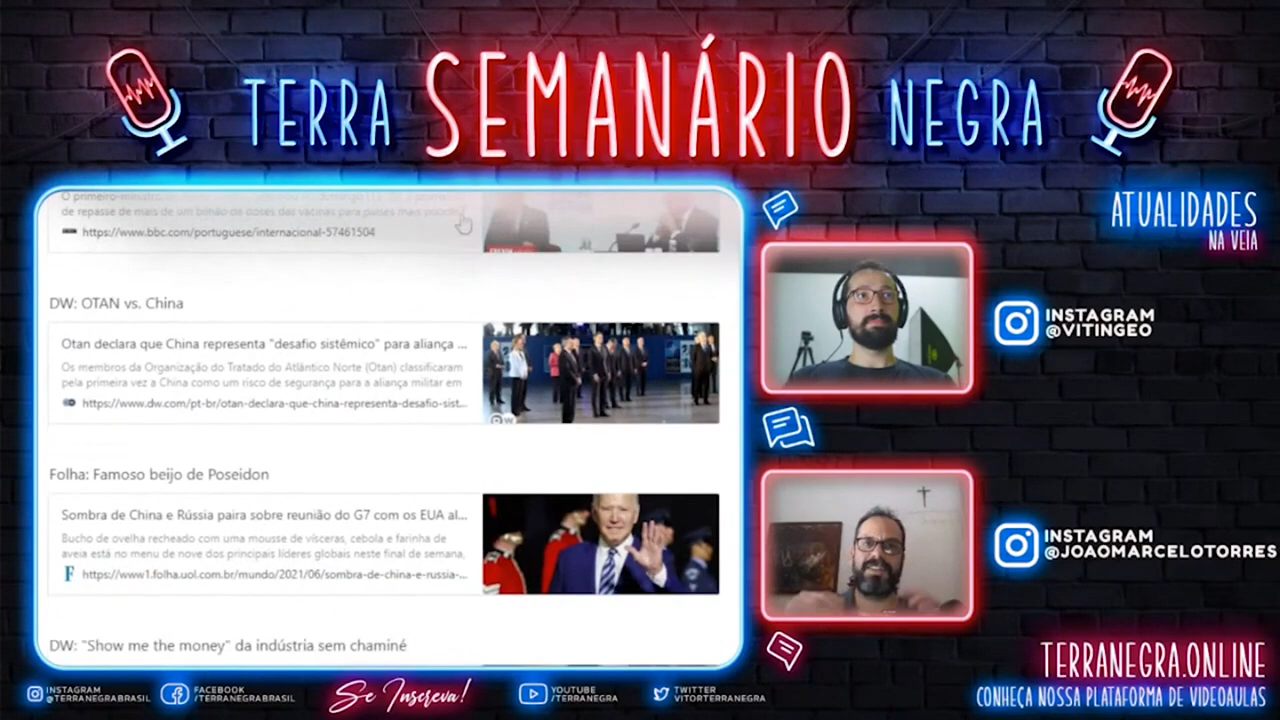 TERRA SEMANÁRIO NEGRA
O primeiro-ministro
de repasse de mais de um bilhão de doses das vacinas para países mais pobres
https://www.bbc.com/portuguese/internacional-57461504
DW: OTAN vs. China
Otan declara que China representa "desafio sistêmico" para aliança ...
Os membros da Organização do Tratado do Atlântico Norte (Otan) classificaram
pela primeira vez a China como um risco de segurança para a aliança militar em
https://www.dw.com/pt-br/otan-declara-que-china-representa-desafio-sist...
DW
Folha: Famoso beijo de Poseidon
Sombra de China e Rússia paira sobre reunião do G7 com os EUA al...
Bucho de ovelha recheado com uma mousse de vísceras, cebola e farinha de
aveia está no menu de nove dos principais líderes globais neste final de semana,
F https://www1.folha.uol.com.br/mundo/2021/06/sombra-de-china-e-russia-...
DW: "Show me the money" da indústria sem chaminé
ATUALIDADES
NA VEIA
INSTAGRAM
@VITINGEO
INSTAGRAM
@JOAOMARCELOTORRES
TERRANEGRA.ONLINE
CONHEÇA NOSSA PLATAFORMA DE VIDEOAULAS
INSTAGRAM
@TERRANEGRABRASIL
FACEBOOK
/TERRANEGRABRASIL
Se Inscreva!
YOUTUBE
/TERRANEGRA
TWITTER
VITORTERRANEGRA